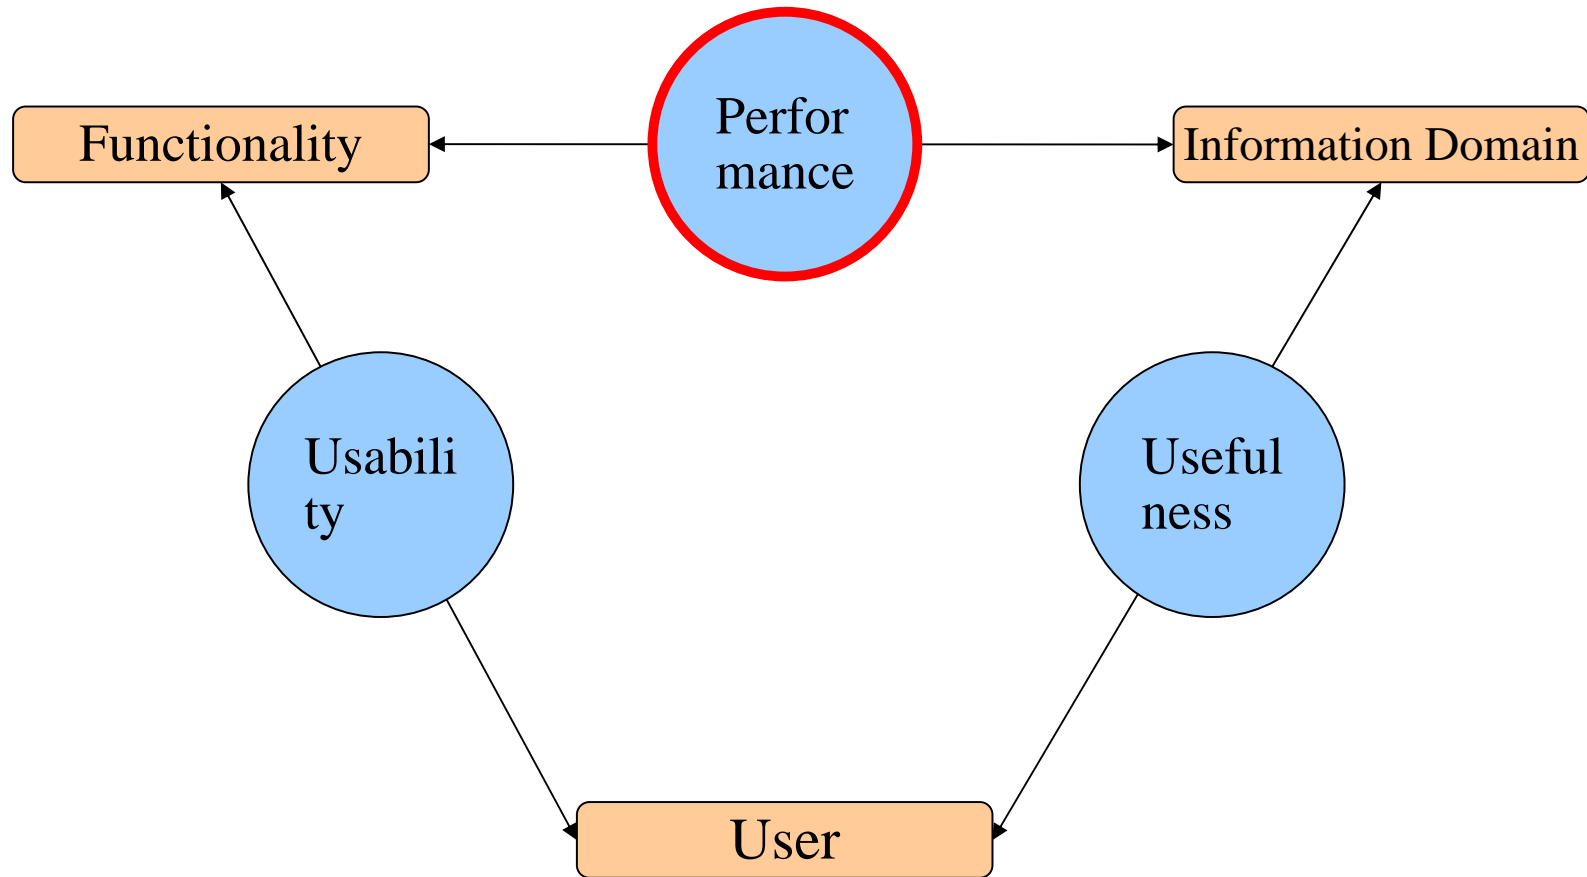 Perfor
mance
Functionality
Information Domain
Usabili
ty
Useful
ness
User